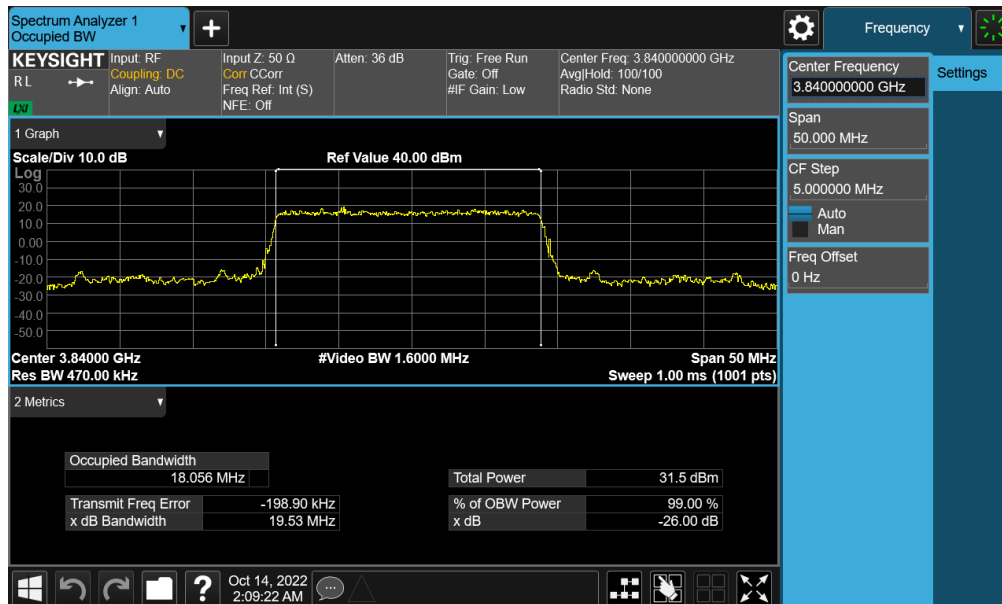 Spectrum Analyzer 1
Occupied BW
Frequency
KEYSIGHT
R L
LXI
Input: RF
Coupling: DC
Align: Auto
Input Z: 50 Ω
Corr CCorr
Freq Ref: Int (S)
NFE: Off
Atten: 36 dB
Trig: Free Run
Gate: Off
#IF Gain: Low
Center Freq: 3.840000000 GHz
Avg|Hold: 100/100
Radio Std: None
Center Frequency
3.840000000 GHz
Settings
Span
50.000 MHz
CF Step
5.000000 MHz
Auto
Man
Freq Offset
0 Hz
1 Graph
Scale/Div 10.0 dB
Ref Value 40.00 dBm
Log
30.0
20.0
10.0
0.00
-10.0
-20.0
-30.0
-40.0
-50.0
Center 3.84000 GHz
#Video BW 1.6000 MHz
Span 50 MHz
Res BW 470.00 kHz
Sweep 1.00 ms (1001 pts)
2 Metrics
Occupied Bandwidth
18.056 MHz
Total Power 31.5 dBm
Transmit Freq Error -198.90 kHz
% of OBW Power 99.00 %
x dB Bandwidth 19.53 MHz
x dB -26.00 dB
?
Oct 14, 2022
2:09:22 AM